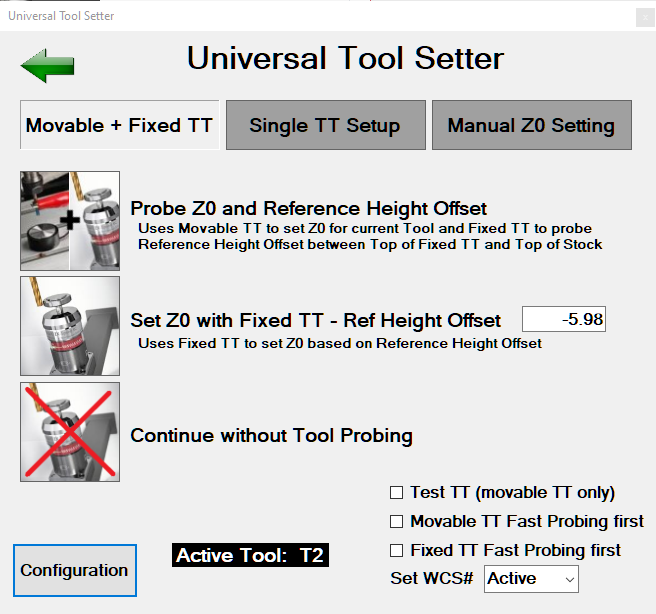 Universal Tool Setter
Universal Tool Setter
Movable + Fixed TT
Single TT Setup
Manual Z0 Setting
Probe Z0 and Reference Height Offset
Uses Movable TT to set Z0 for current Tool and Fixed TT to probe
Reference Height Offset between Top of Fixed TT and Top of Stock
Set Z0 with Fixed TT - Ref Height Offset
-5.98
Uses Fixed TT to set Z0 based on Reference Height Offset
Continue without Tool Probing
Test TT (movable TT only)
Movable TT Fast Probing first
Fixed TT Fast Probing first
Configuration
Active Tool: T2
Set WCS#
Active